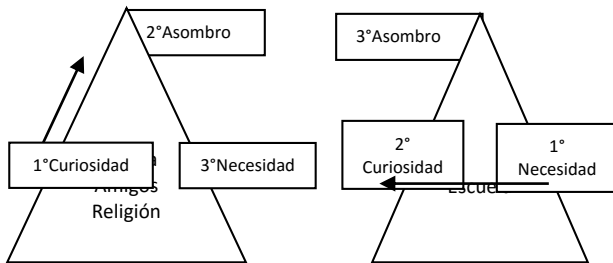 2°Asombro
1°Curiosidad
3°Necesidad
Amigos
Religión
3°Asombro
2°
Curiosidad
1°
Necesidad